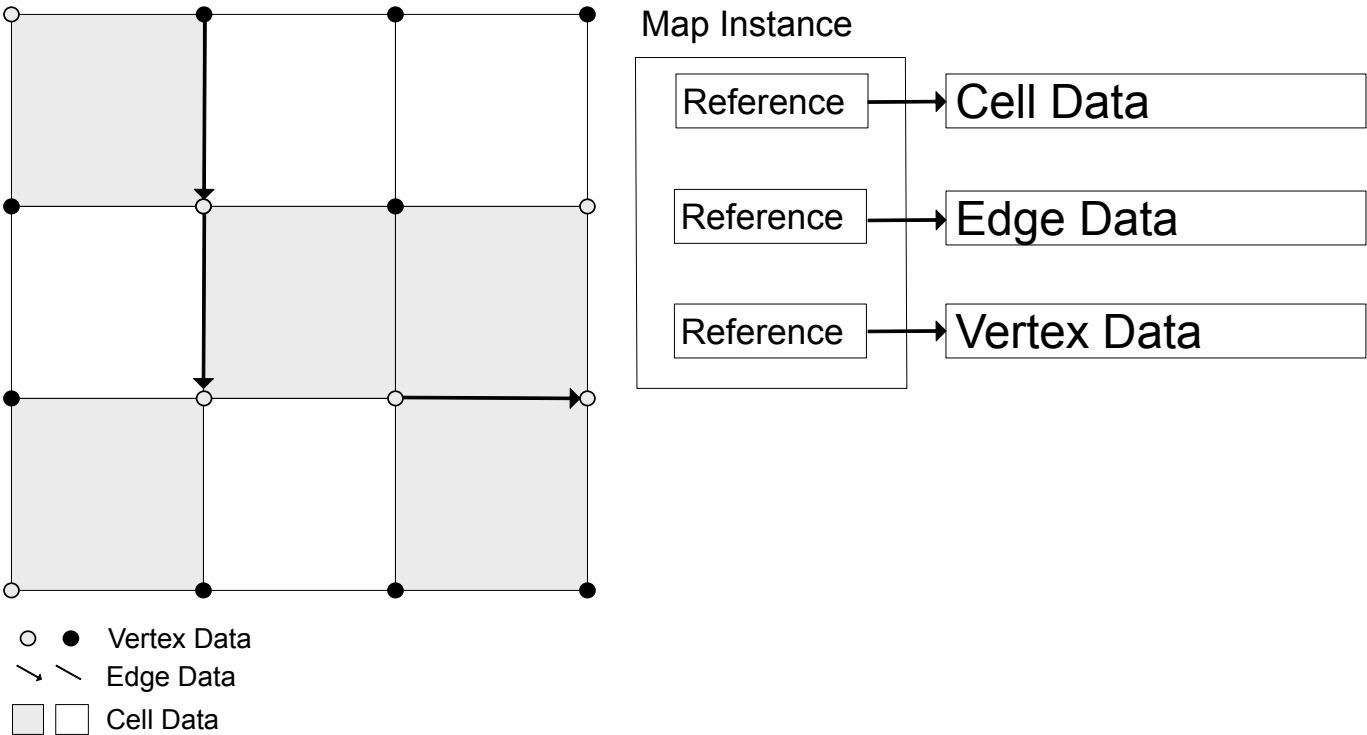 Map Instance
Reference
Cell Data
Reference
Edge Data
Reference
Vertex Data
Vertex Data
Edge Data
Cell Data